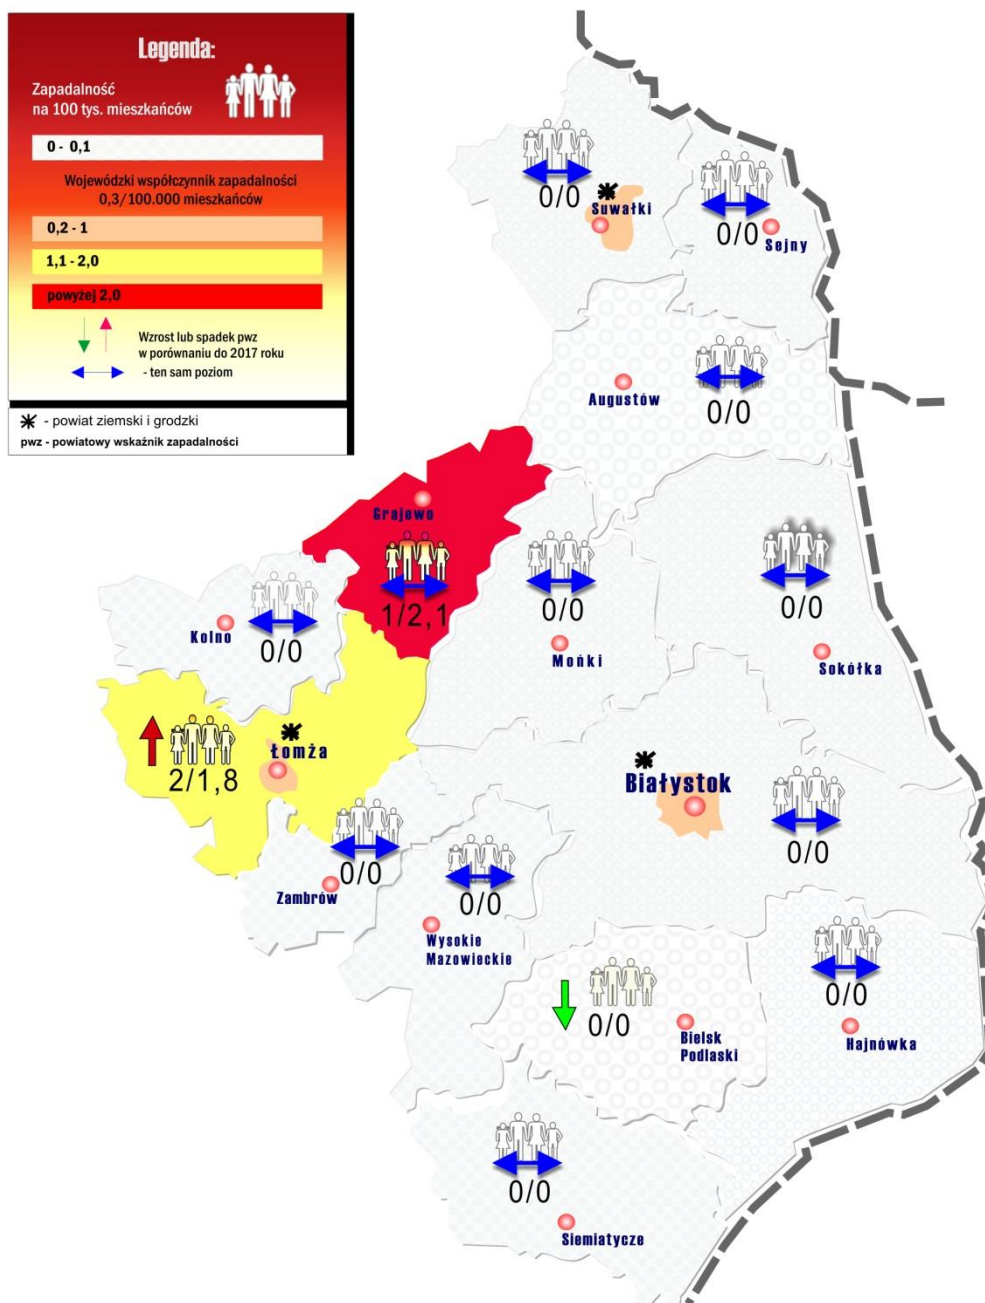 Legenda:
Zapadalność
na 100 tys. mieszkańców
0 - 0,1
Wojewódzki współczynnik zapadalności
0,3/100.000 mieszkańców
0,2 - 1
1,1 - 2,0
powyżej 2,0
Wzrost lub spadek pwz
w porównaniu do 2017 roku
- ten sam poziom
- powiat ziemski i grodzki
pwz - powiatowy wskaźnik zapadalności
0/0
Suwałki
0/0
Sejny
Augustów
0/0
Grajewo
1/2,1
0/0
Mońki
0/0
Sokółka
Kolno
0/0
Łomża
2/1,8
Białystok
0/0
0/0
Zambrów
0/0
Wysokie
Mazowieckie
0/0
Bielsk
Podlaski
0/0
Hajnówka
0/0
Siemiatycze